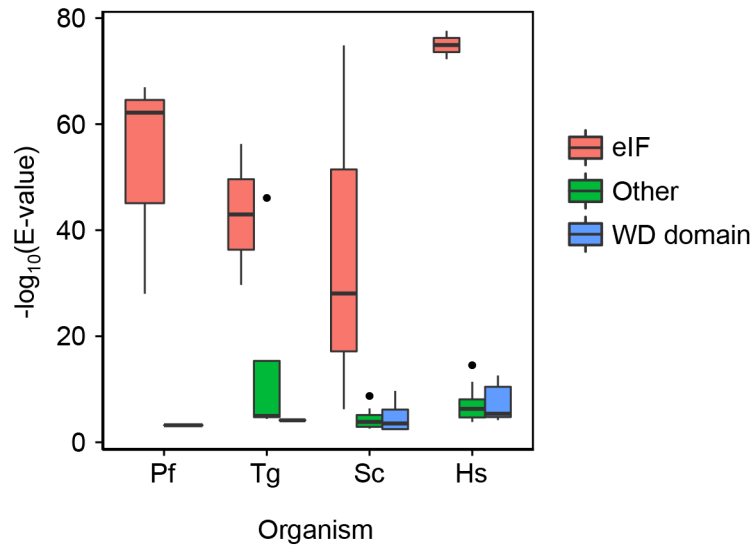 80
60
40
20
0
-log10(E-value)
Pf Tg Sc Hs
Organism
eIF
Other
WD domain